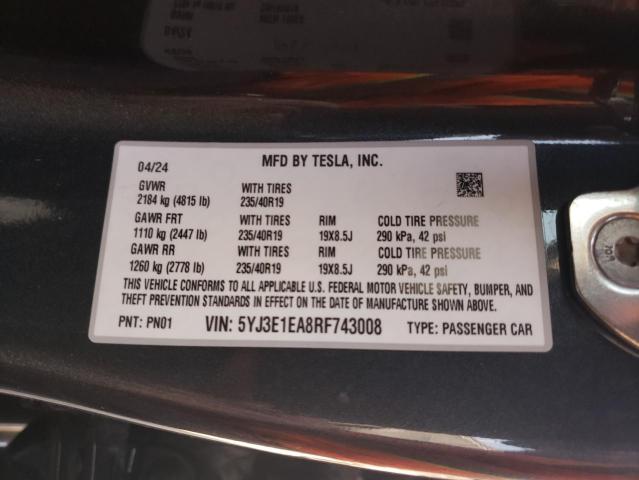 04/24 MFD BY TESLA, INC.
GVWR WITH TIRES
2184 kg (4815 lb) 235/40R19
GAWR FRT WITH TIRES RIM COLD TIRE PRESSURE
1110 kg (2447 lb) 235/40R19 19X8.5J 290 kPa, 42 psi
GAWR RR WITH TIRES RIM COLD TIRE PRESSURE
1260 kg (2778 lb) 235/40R19 19X8.5J 290 kPa, 42 psi
THIS VEHICLE CONFORMS TO ALL APPLICABLE U.S. FEDERAL MOTOR VEHICLE SAFETY, BUMPER, AND
THEFT PREVENTION STANDARDS IN EFFECT ON THE DATE OF MANUFACTURE SHOWN ABOVE.
PNT: PN01 VIN: 5YJ3E1EA8RF743008 TYPE: PASSENGER CAR